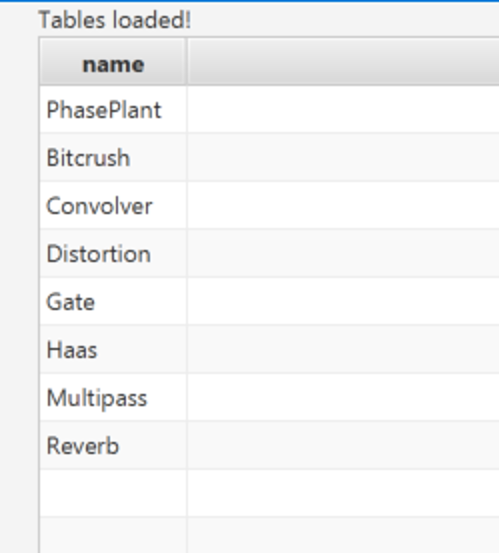 Tables loaded!
name
PhasePlant
Bitcrush
Convolver
Distortion
Gate
Haas
Multipass
Reverb